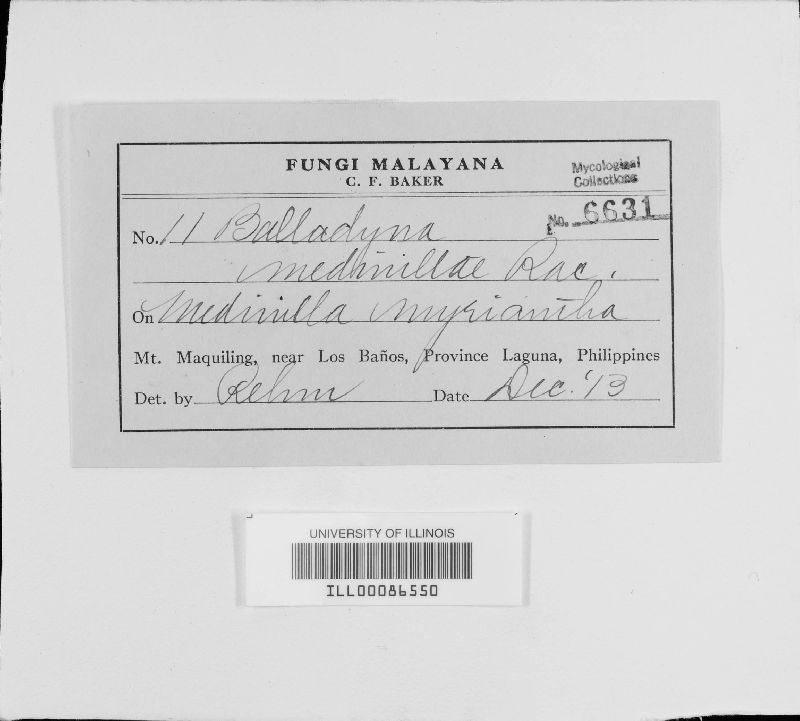 FUNGI MALAYANA
C. F. BAKER
Mycological
Collections
No. 6631
No. 11 Balladyna
medinillae Rac.
On Medinilla myriantha
Mt. Maquiling, near Los Baños, Province Laguna, Philippines
Det. by Rehm Date Dec. '13
UNIVERSITY OF ILLINOIS
ILL00086550